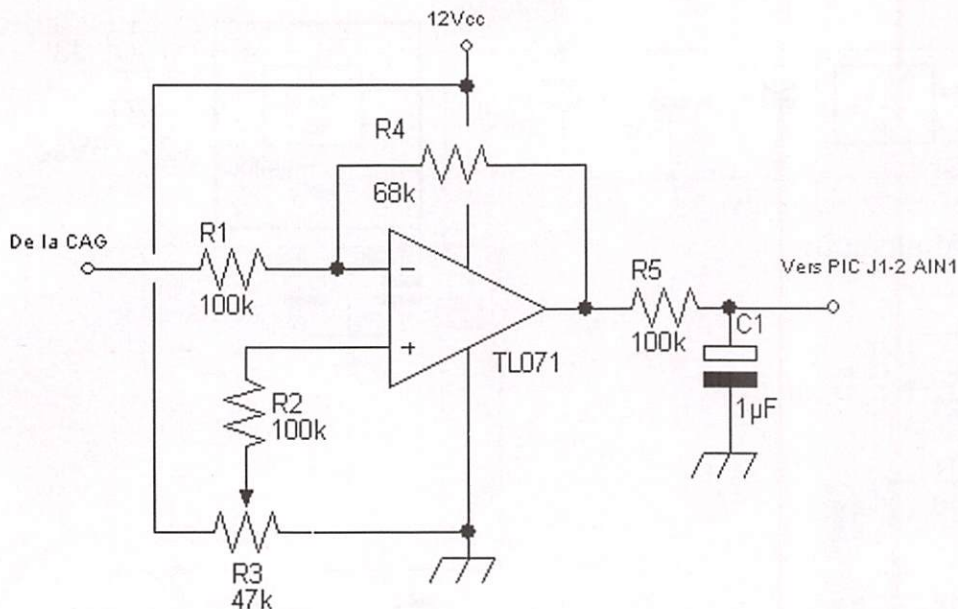 12Vcc
R4
68k
De la CAG
R1
100k
-
+
TL071
R2
100k
R3
47k
R5
100k
Vers PIC J1-2 AIN1
C1
1µF